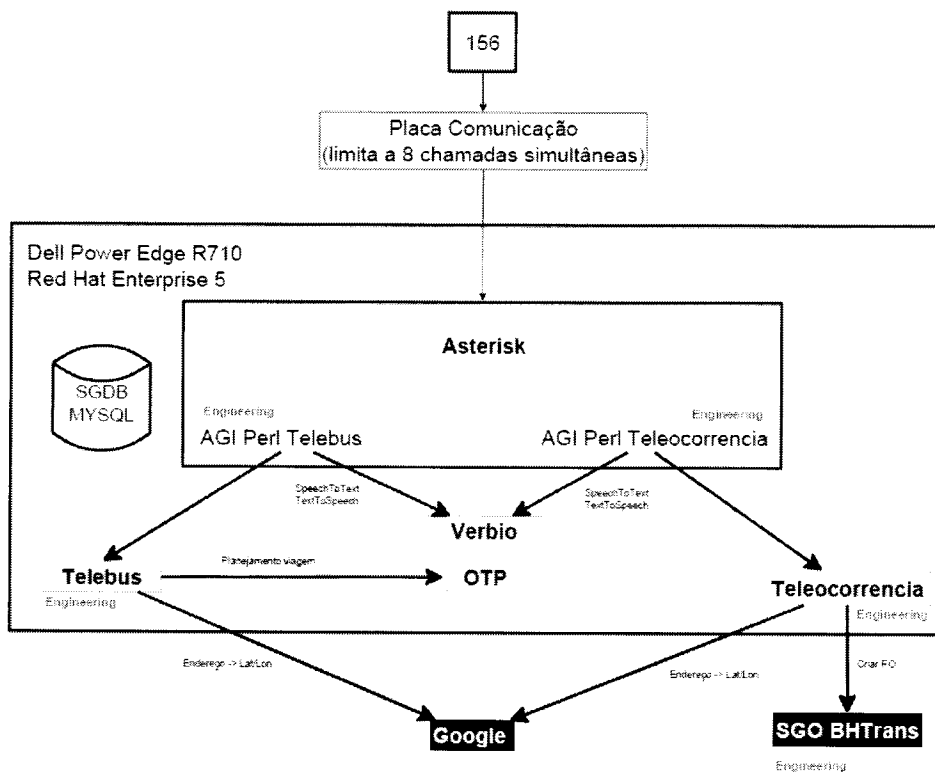 156
Placa Comunicação
(limita a 8 chamadas simultâneas)
Dell Power Edge R710
Red Hat Enterprise 5
Asterisk
SGDB
MYSQL
Engineering
AGI Perl Telebus
Engineering
AGI Perl Teleocorrencia
SpeechToText
TextToSpeech
SpeechToText
TextToSpeech
Verbio
Planejamento viagem
Telebus
OTP
Engineering
Teleocorrencia
Engineering
Endereço -> Lat/Lon
Endereço -> Lat/Lon
Criar RO
Google
SGO BHTrans
Engineering